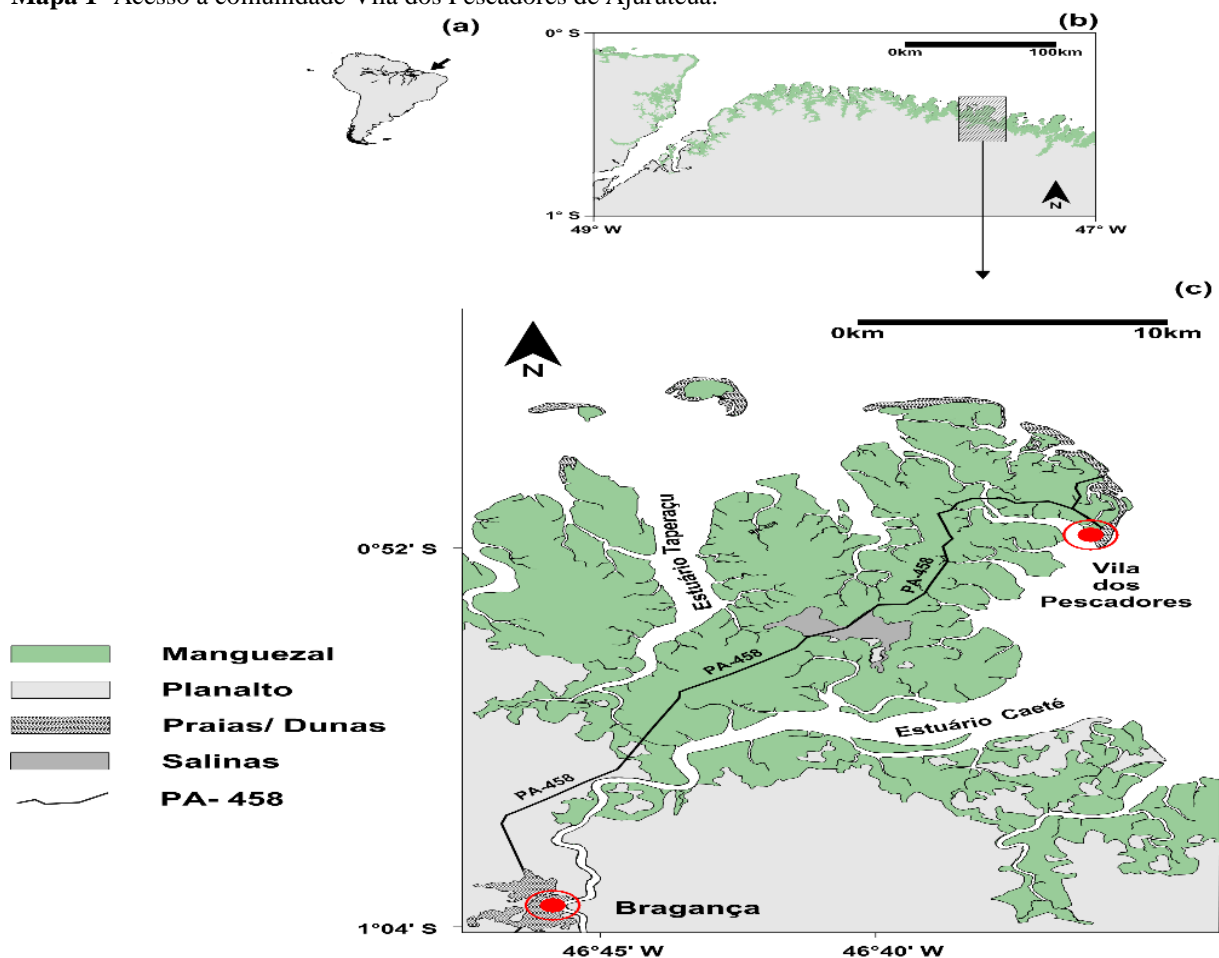 Mapa 1- Acesso à comunidade Vila dos Pescadores de Ajuruteua.
(a)
(b)
0° S
0km 100km
N
1° S
49° W 47° W
(c)
0km 10km
N
Estuário Taperaçu
0,52' S
PA-458
Vila
dos
Pescadores
Manguezal
Planalto
Praias/ Dunas
Salinas
PA- 458
PA-458
Estuário Caeté
PA-458
Bragança
1°04' S
46°45' W 46°40' W